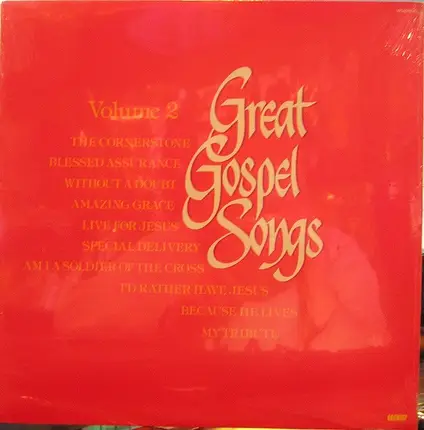 Volume 2
Great
Gospel
Songs
THE CORNERSTONE
BLESSED ASSURANCE
WITHOUT A DOUBT
AMAZING GRACE
LIVE FOR JESUS
SPECIAL DELIVERY
AM I A SOLDIER OF THE CROSS
I'D RATHER HAVE JESUS
BECAUSE HE LIVES
MY TRIBUTE